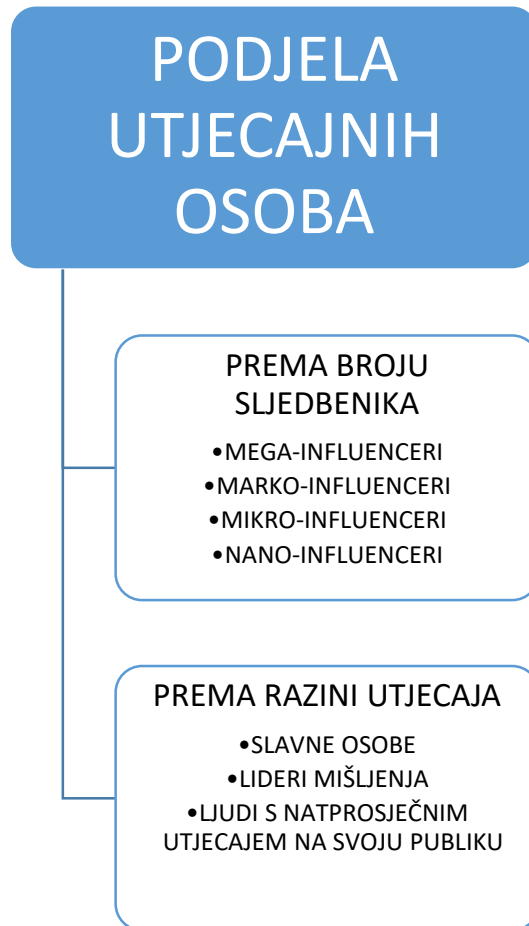 PODJELA
UTJECAJNIH
OSOBA
PREMA BROJU
SLJEDBENIKA
•MEGA-INFLUENCERI
•MARKO-INFLUENCERI
•MIKRO-INFLUENCERI
•NANO-INFLUENCERI
PREMA RAZINI UTJECAJA
•SLAVNE OSOBE
•LIDERI MIŠLJENJA
•LJUDI S NATPROSJEČNIM
UTJECAJEM NA SVOJU PUBLIKU